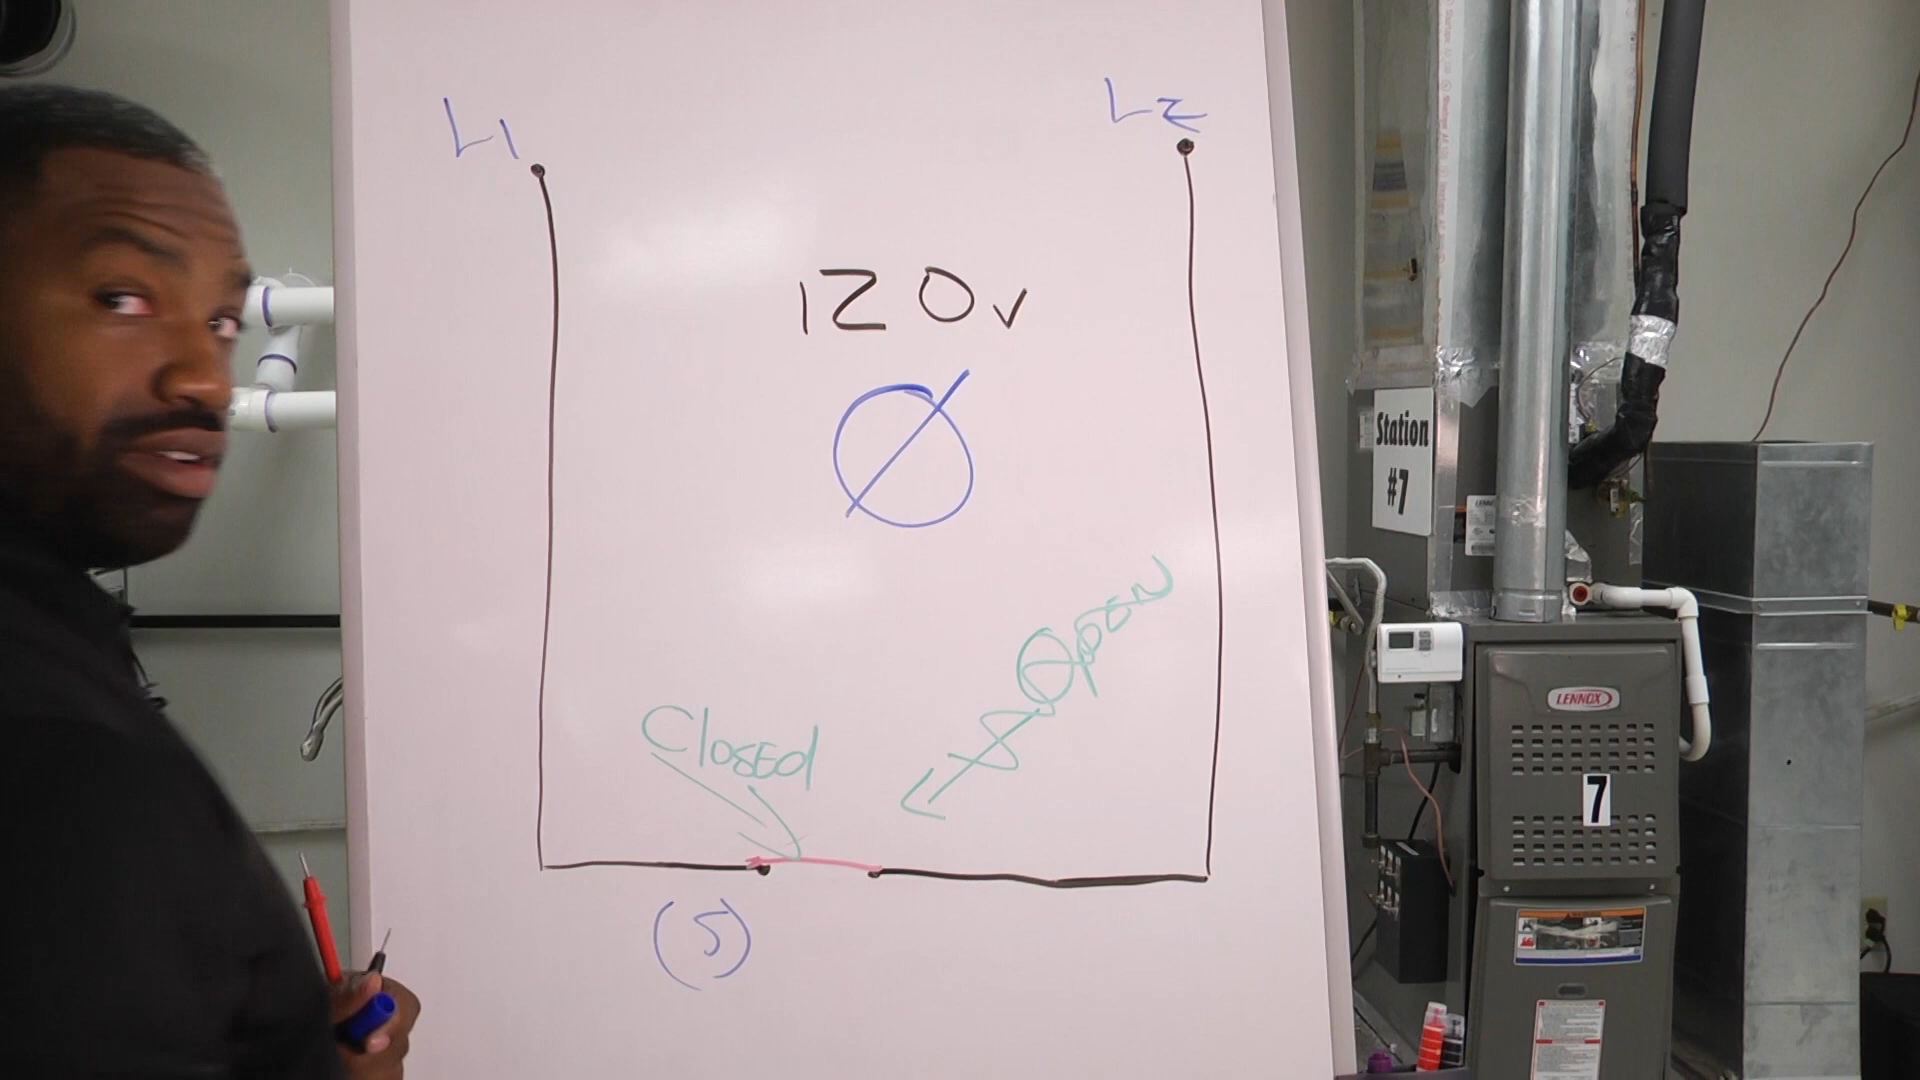 L1
L2
120v
Ø
Open
Closed
(5)
Station
#7
LENNOX
7